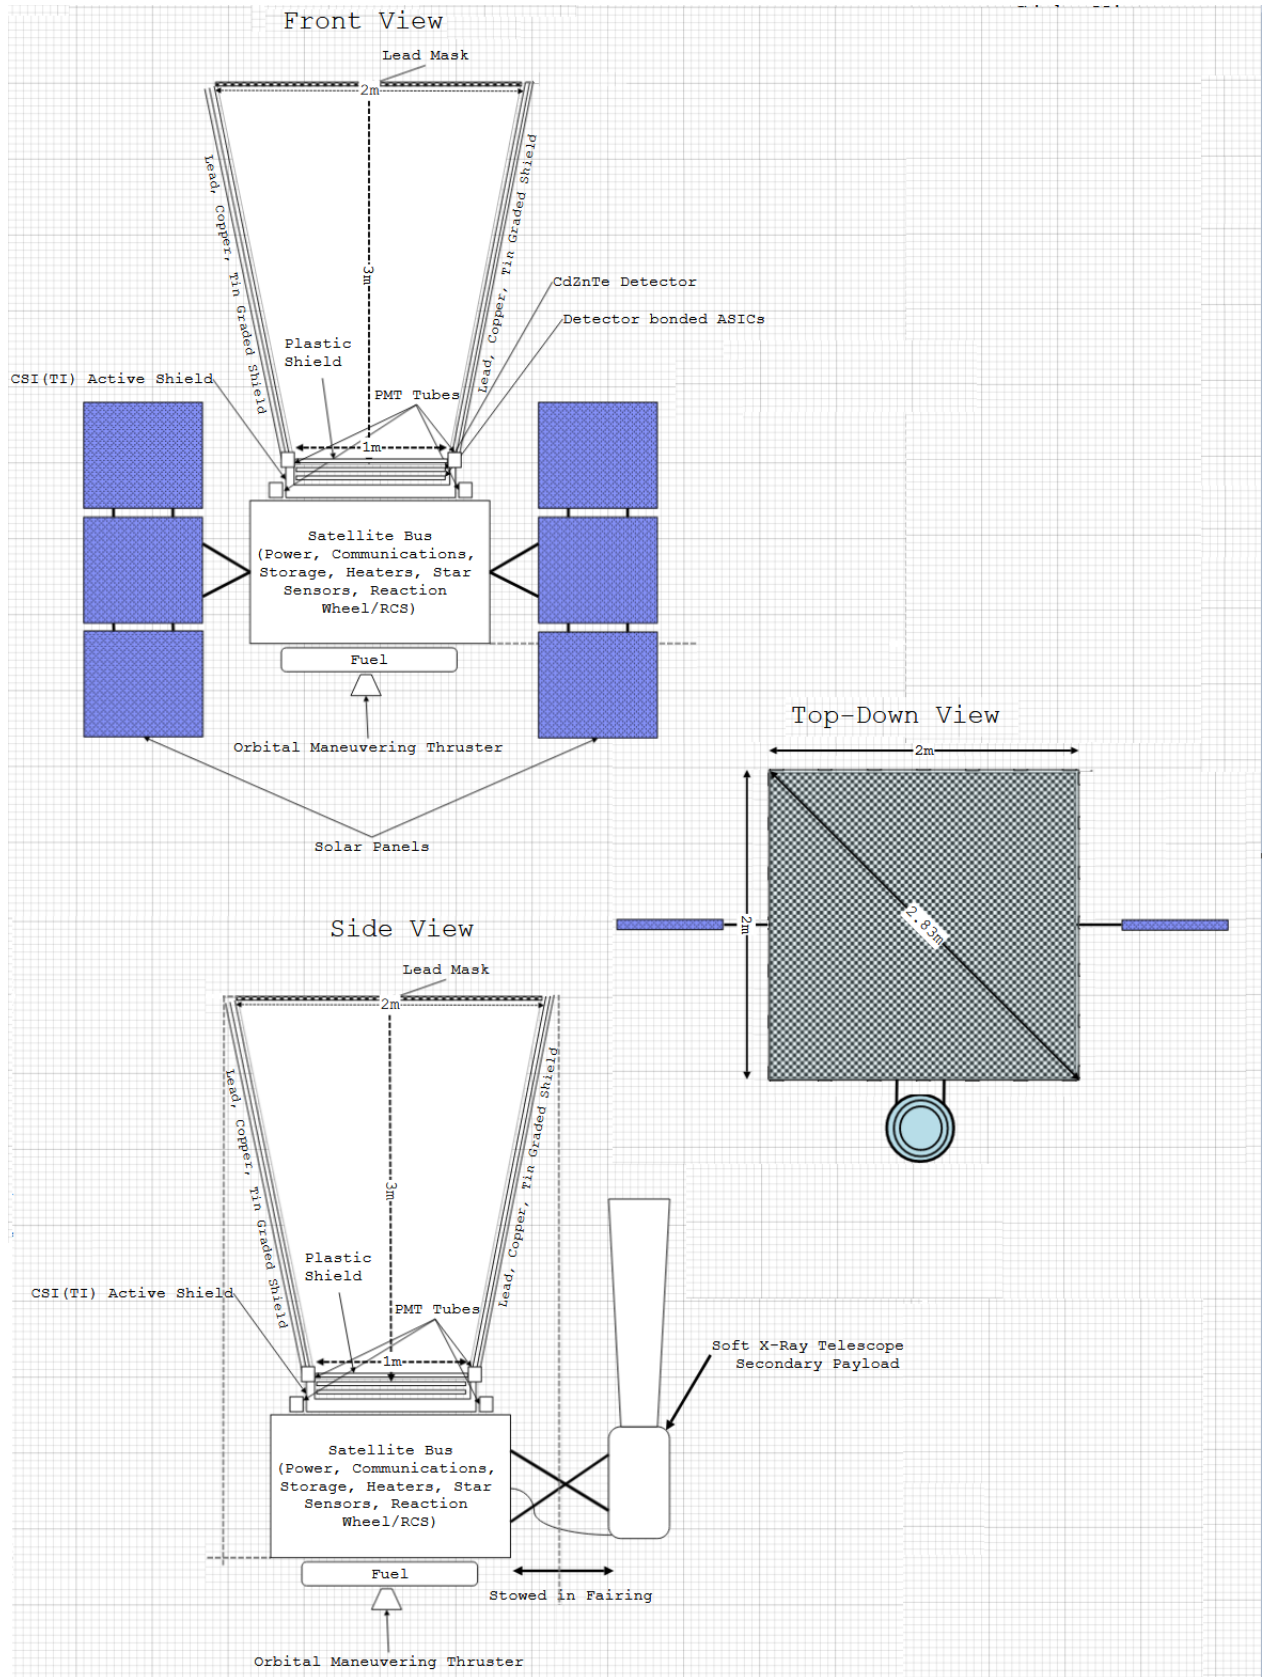 Front View
Lead Mask
2m
Lead, Copper, Tin Graded Shield
Lead, Copper, Tin Graded Shield
3m
CdZnTe Detector
Detector bonded ASICs
Plastic
Shield
CSI(TI) Active Shield
PMT Tubes
1m
Satellite Bus
(Power, Communications,
Storage, Heaters, Star
Sensors, Reaction
Wheel/RCS)
Fuel
Orbital Maneuvering Thruster
Solar Panels
Top-Down View
2m
2m
2.83m
Side View
Lead Mask
2m
Lead, Copper, Tin Graded Shield
Lead, Copper, Tin Graded Shield
3m
Plastic
Shield
CSI(TI) Active Shield
PMT Tubes
1m
Soft X-Ray Telescope
Secondary Payload
Satellite Bus
(Power, Communications,
Storage, Heaters, Star
Sensors, Reaction
Wheel/RCS)
Fuel
Stowed in Fairing
Orbital Maneuvering Thruster